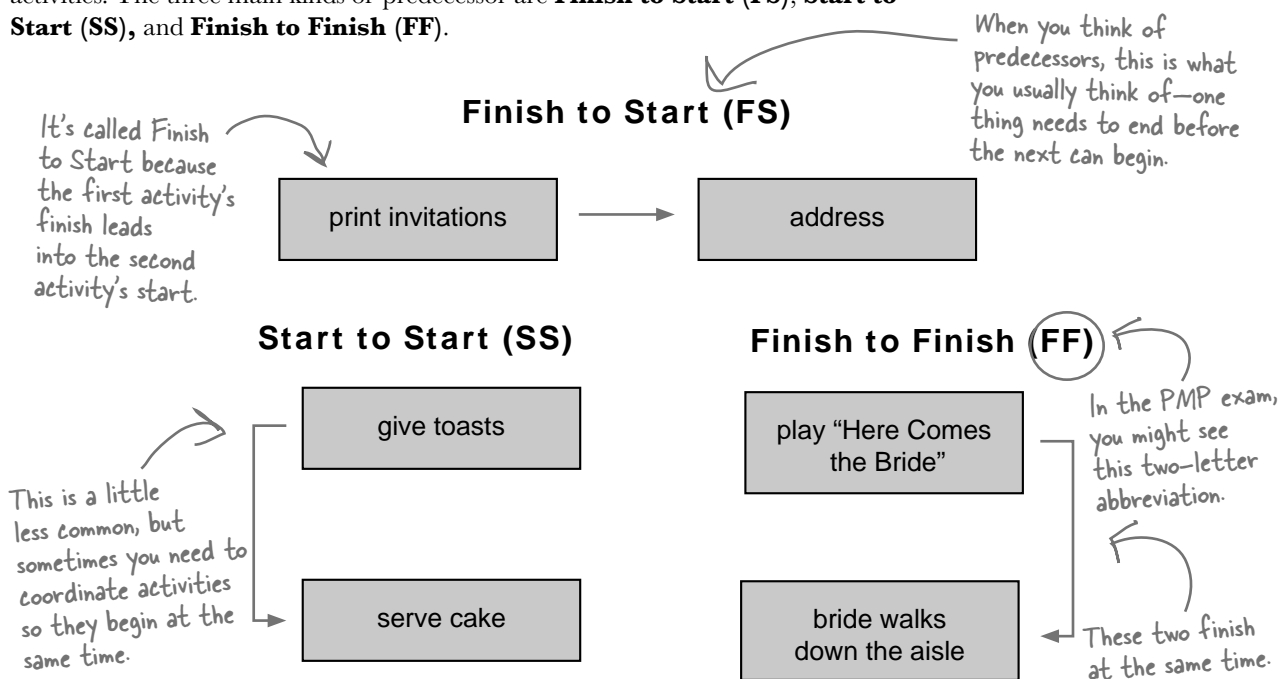 activities. The three main kinds of predecessor are Finish to Start (FS), Start to
Start (SS), and Finish to Finish (FF).
When you think of
predecessors, this is what
you usually think of—one
thing needs to end before
the next can begin.
Finish to Start (FS)
It's called Finish
to Start because
the first activity's
finish leads
into the second
activity's start.
print invitations
address
Start to Start (SS)
give toasts
serve cake
This is a little
less common, but
sometimes you need to
coordinate activities
so they begin at the
same time.
Finish to Finish (FF)
play “Here Comes
the Bride”
bride walks
down the aisle
In the PMP exam,
you might see
this two-letter
abbreviation.
These two finish
at the same time.